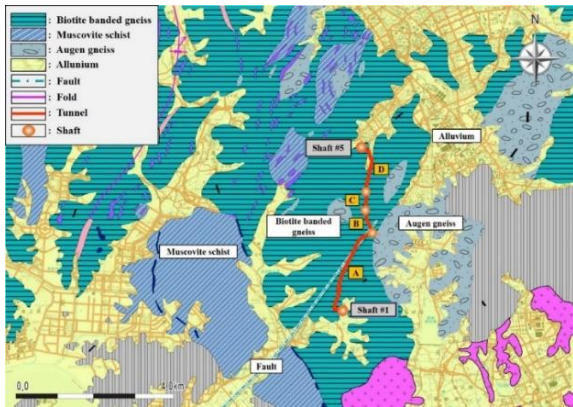 : Biotite banded gneiss
: Muscovite schist
: Augen gneiss
: Allunium
: Fault
: Fold
: Tunnel
: Shaft
N
Alluvium
Shaft #5
D
C
B
Biotite banded
gneiss
Augen gneiss
Muscovite schist
A
Shaft #1
Fault
0,0
4,0km